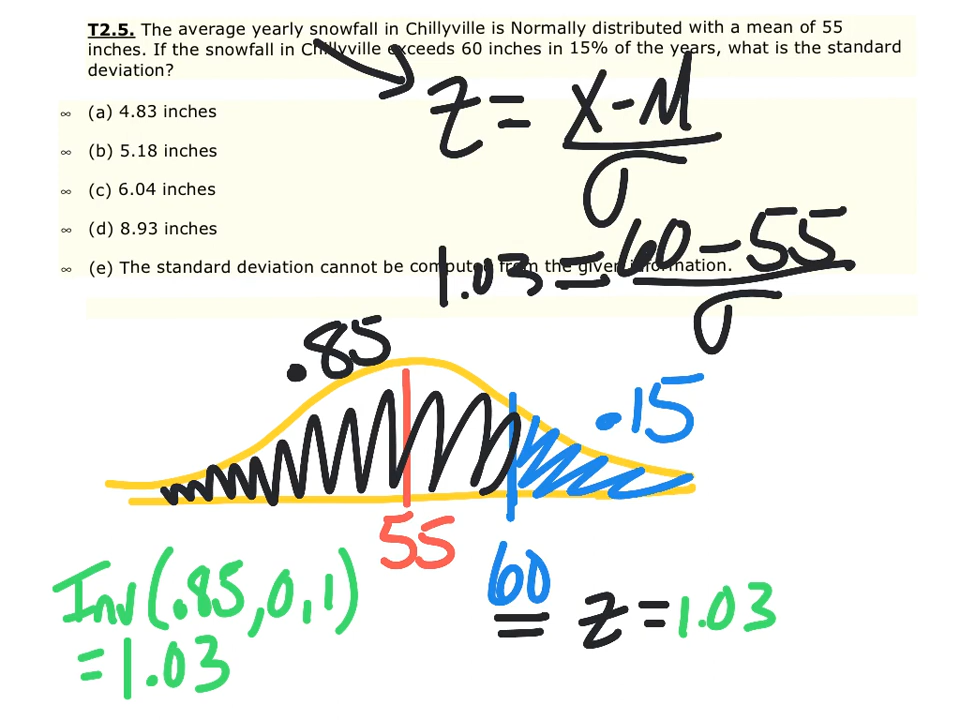 T2.5. The average yearly snowfall in Chillyville is Normally distributed with a mean of 55
inches. If the snowfall in Chillyville exceeds 60 inches in 15% of the years, what is the standard
deviation?
(a) 4.83 inches
(b) 5.18 inches
(c) 6.04 inches
(d) 8.93 inches
(e) The standard deviation cannot be computed from the given information.
z = x - M / σ
1.03 = 60 - 55 / σ
.85
.15
55
60
Inv(.85,0,1)
= 1.03
= z = 1.03